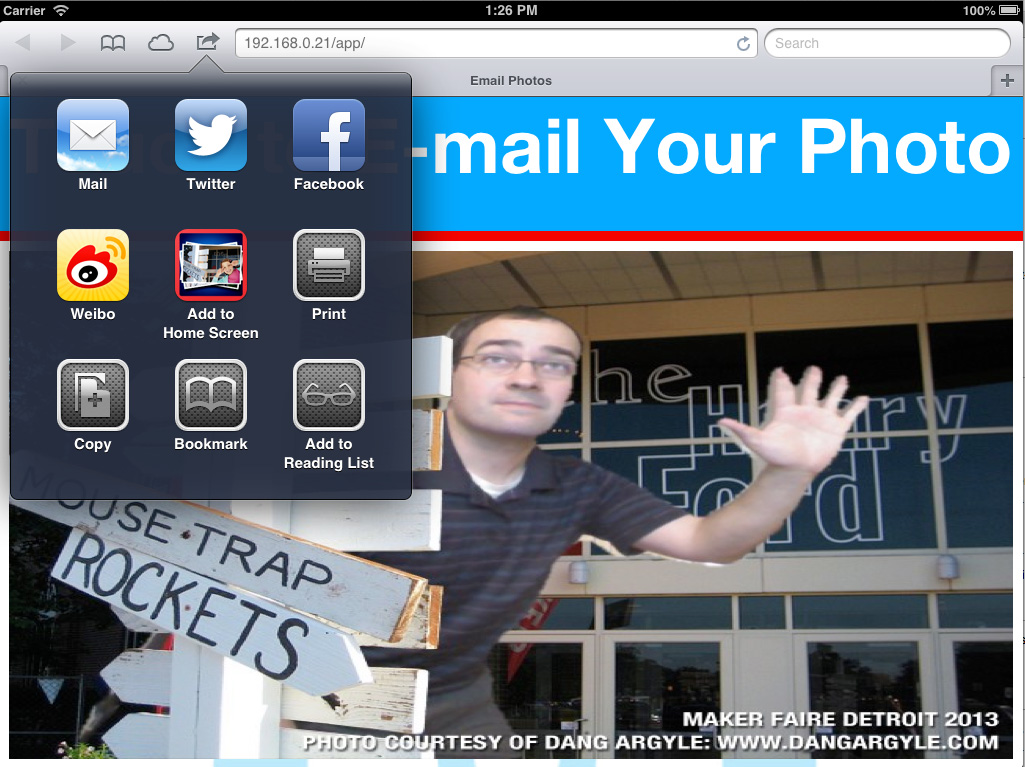 Carrier 1:26 PM 100%
192.168.0.21/app/ Search
Email Photos
E-mail Your Photo
Mail Twitter Facebook
Weibo Add to Print
Home Screen
Copy Bookmark Add to
Reading List
The
Henry
Ford
MOUSE TRAP
ROCKETS
MAKER FAIRE DETROIT 2013
PHOTO COURTESY OF DANG ARGYLE: WWW.DANGARGYLE.COM